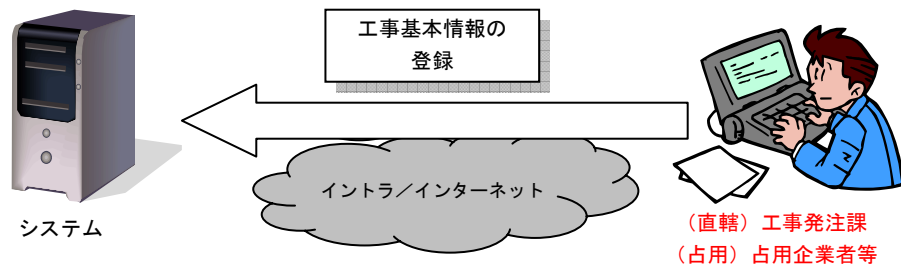 工事基本情報の
登録
イントラ／インターネット
システム
（直轄）工事発注課
（占用）占用企業者等